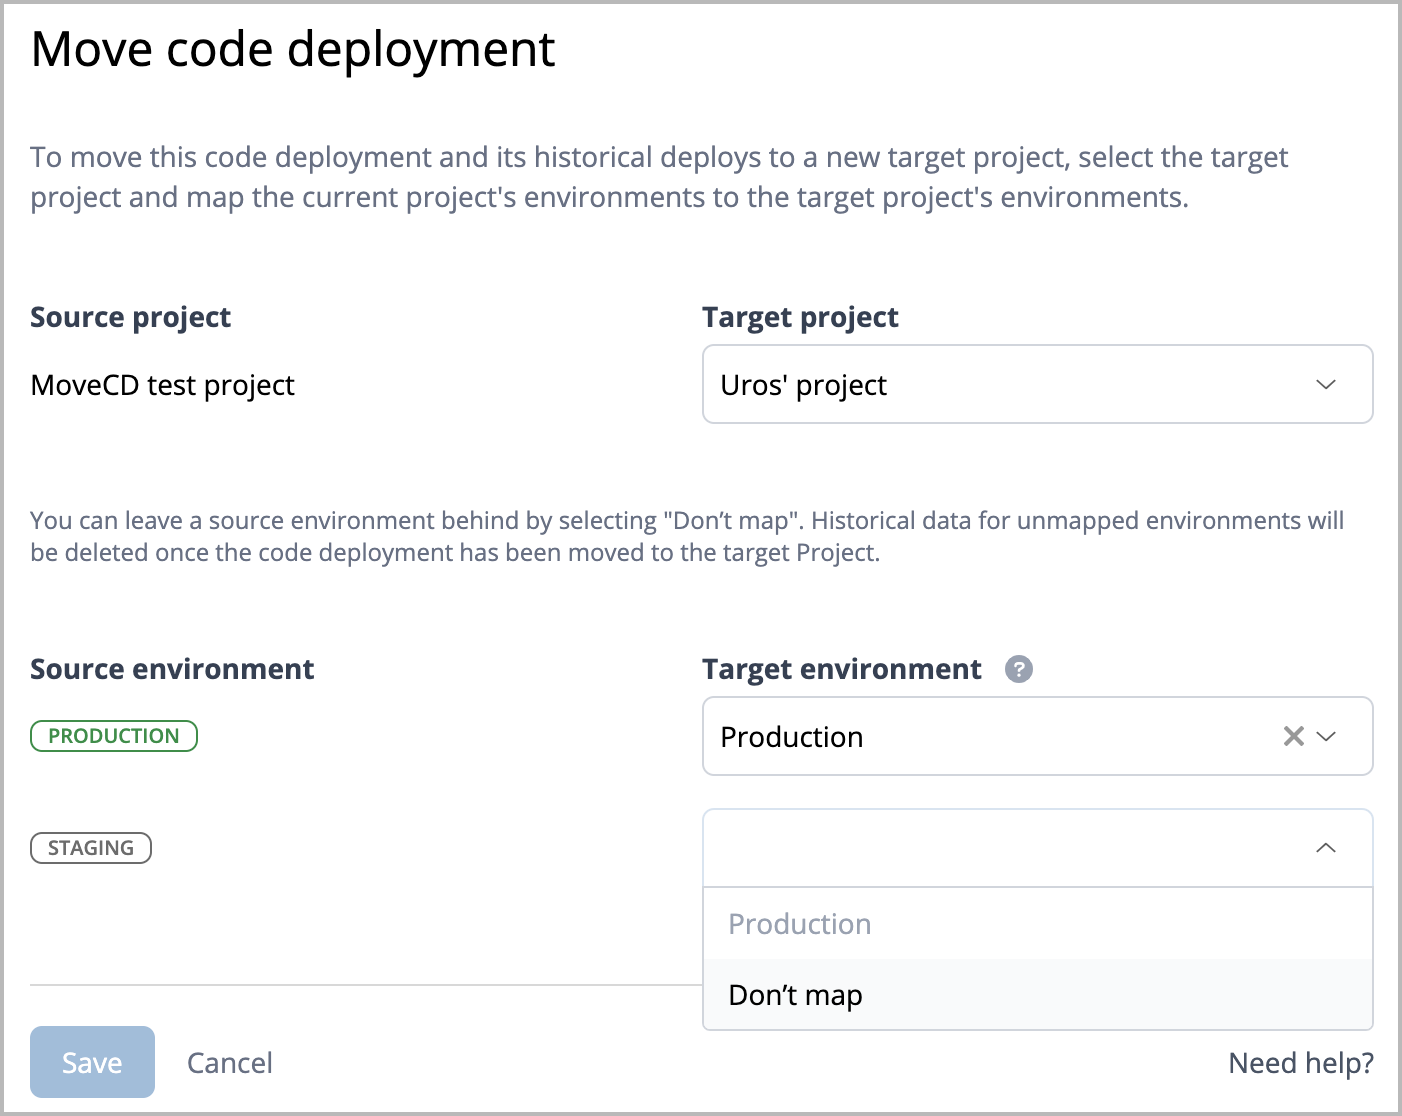 Move code deployment
To move this code deployment and its historical deploys to a new target project, select the target
project and map the current project's environments to the target project's environments.
Source project
Target project
MoveCD test project
Uros' project
You can leave a source environment behind by selecting "Don’t map". Historical data for unmapped environments will
be deleted once the code deployment has been moved to the target Project.
Source environment
Target environment ?
PRODUCTION
Production
STAGING
Production
Don’t map
Save
Cancel
Need help?